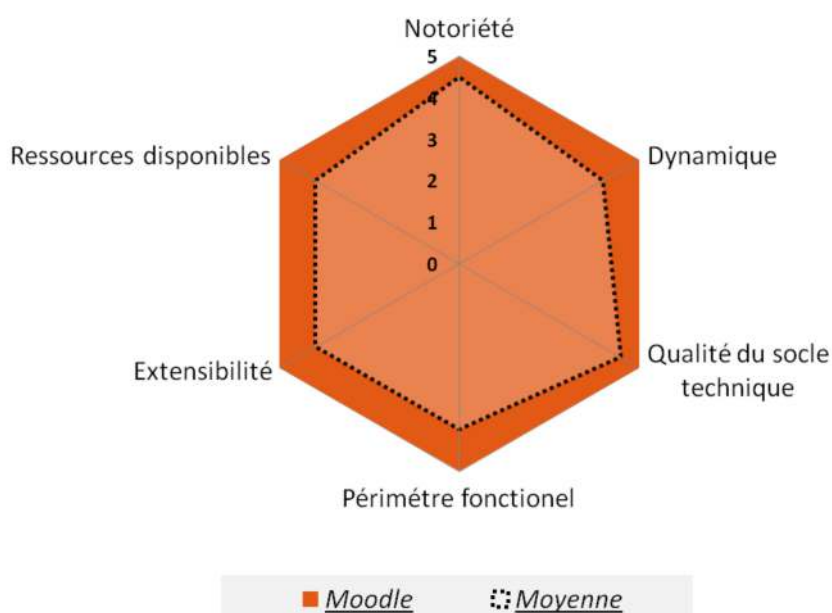 Notoriété
5
4
3
2
1
0
Ressources disponibles
Dynamique
Extensibilité
Qualité du socle
technique
Périmétre fonctionel
Moodle
Moyenne